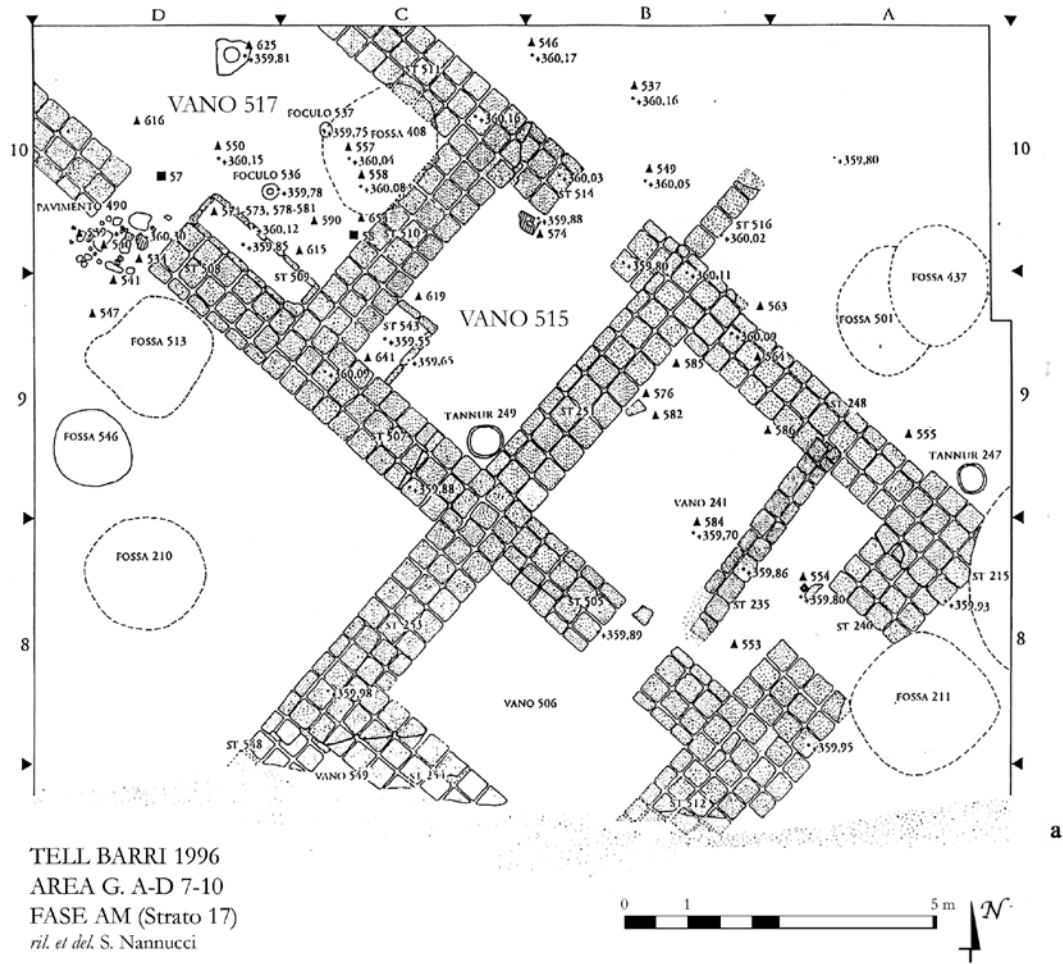 D C B A
625
+359,81
546
+360,17
ST 511
537
+360,16
VANO 517
FOCULO 537
+359,75
FOSSA 408
+360,16
616
557
+360,04
550
+360,15
10
10
549
+360,05
+359,80
558
+360,08
57
FOCULO 536
+359,78
+360,03
ST 514
PAVIMENTO 490
571-573, 578-581
590
+359,88
574
ST 516
+360,02
+360,30
534
+360,12
+359,85
ST 510
615
541
ST 508
ST 509
+359,80
+360,11
FOSSA 437
547
619
VANO 515
563
FOSSA 501
FOSSA 513
ST 543
+359,55
+360,09
641
+359,65
585
+360,09
9
9
576
582
ST 251
ST 248
FOSSA 546
TANNUR 249
ST 507
586
555
TANNUR 247
+359,88
VANO 241
584
+359,70
FOSSA 210
+359,86
554
+359,80
ST 215
ST 235
+359,93
ST 505
+359,89
8
553
8
+359,98
VANO 506
FOSSA 211
ST 548
+359,95
VANO 549
ST 254
ST 512
a
TELL BARRI 1996
AREA G. A-D 7-10
FASE AM (Strato 17)
ril. et del. S. Nannucci
0 1 5 m
N